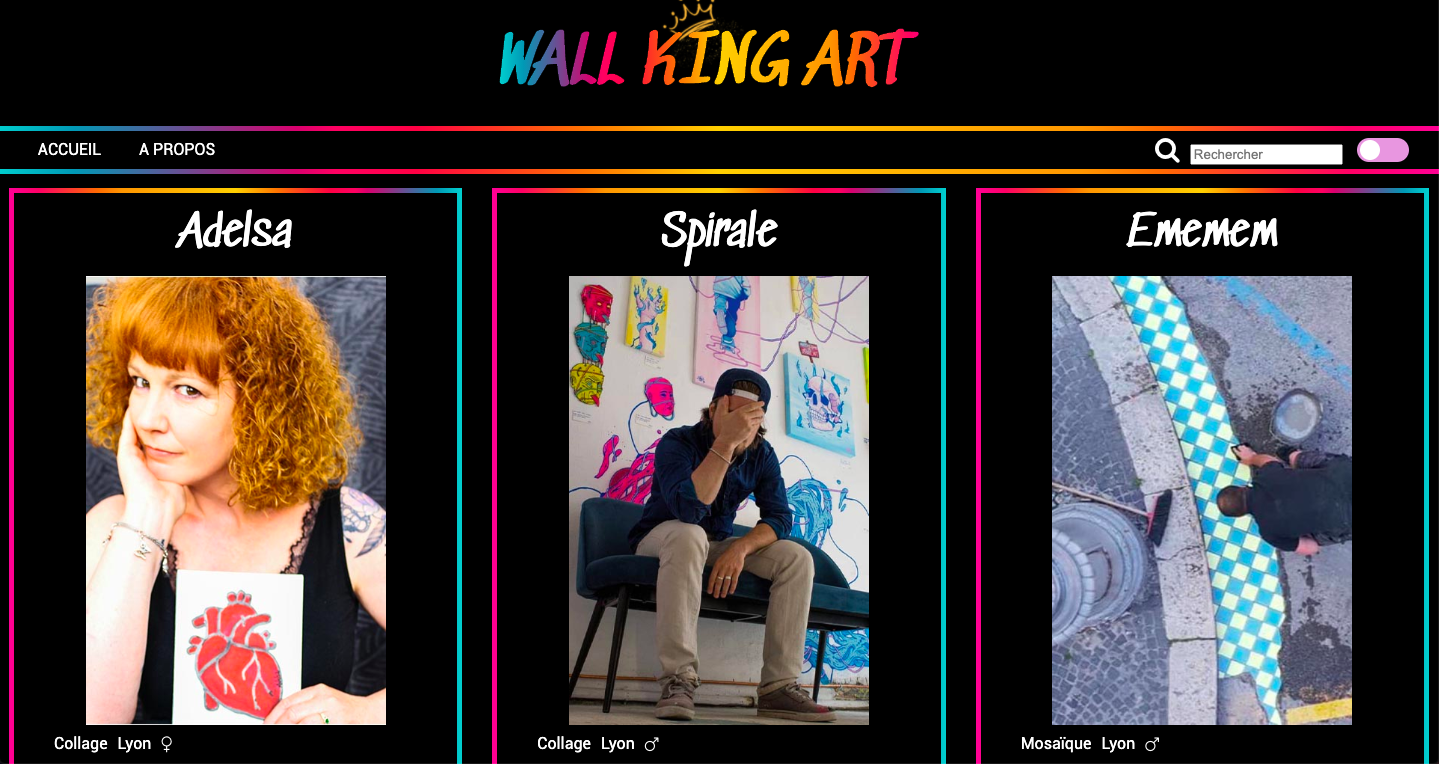 WALL KING ART
ACCUEIL A PROPOS Rechercher
Adelsa Spirale Ememem
Collage Lyon ♀ Collage Lyon ♂ Mosaïque Lyon ♂